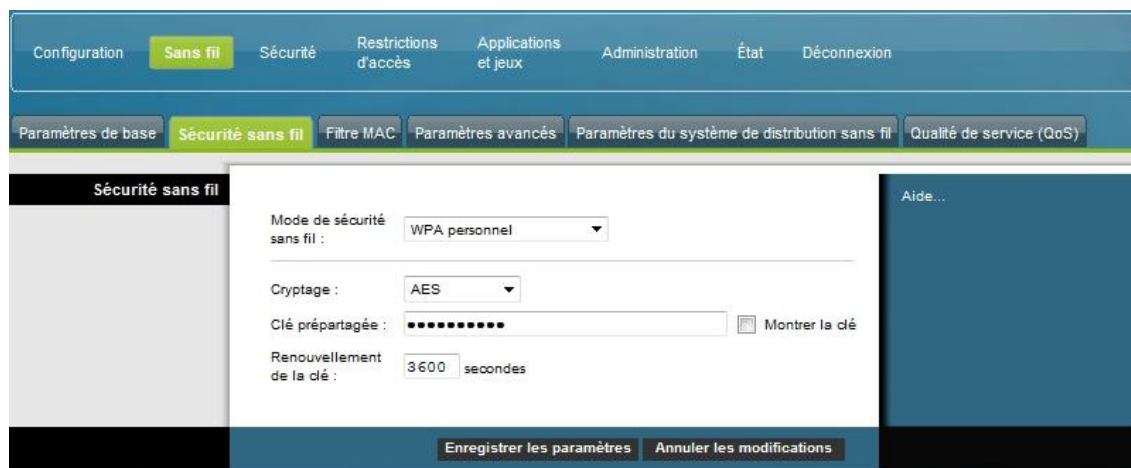 Configuration
Sans fil
Sécurité
Restrictions
d'accès
Applications
et jeux
Administration
État
Déconnexion
Paramètres de base
Sécurité sans fil
Filtre MAC
Paramètres avancés
Paramètres du système de distribution sans fil
Qualité de service (QoS)
Sécurité sans fil
Aide...
Mode de sécurité
sans fil :
WPA personnel
Cryptage :
AES
Clé prépartagée :
••••••••••
Montrer la clé
Renouvellement
de la clé :
3600 secondes
Enregistrer les paramètres
Annuler les modifications